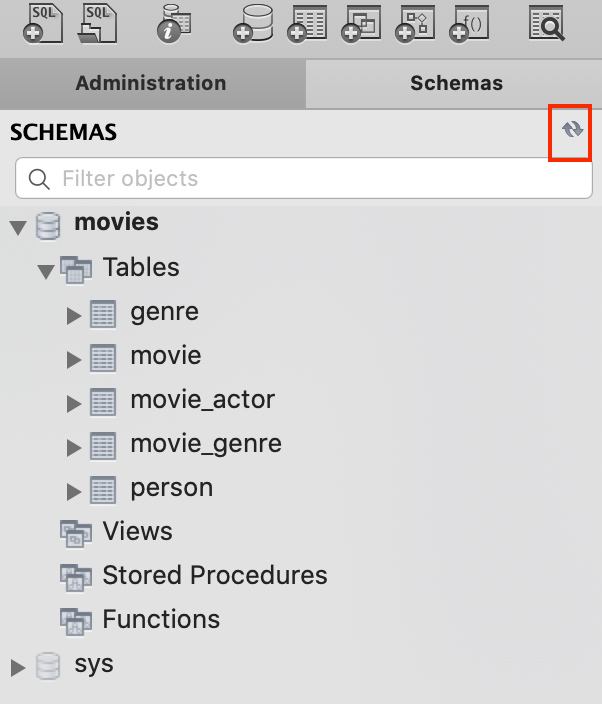 SQL SQL f()
Administration Schemas
SCHEMAS
Filter objects
movies
Tables
genre
movie
movie_actor
movie_genre
person
Views
Stored Procedures
Functions
sys